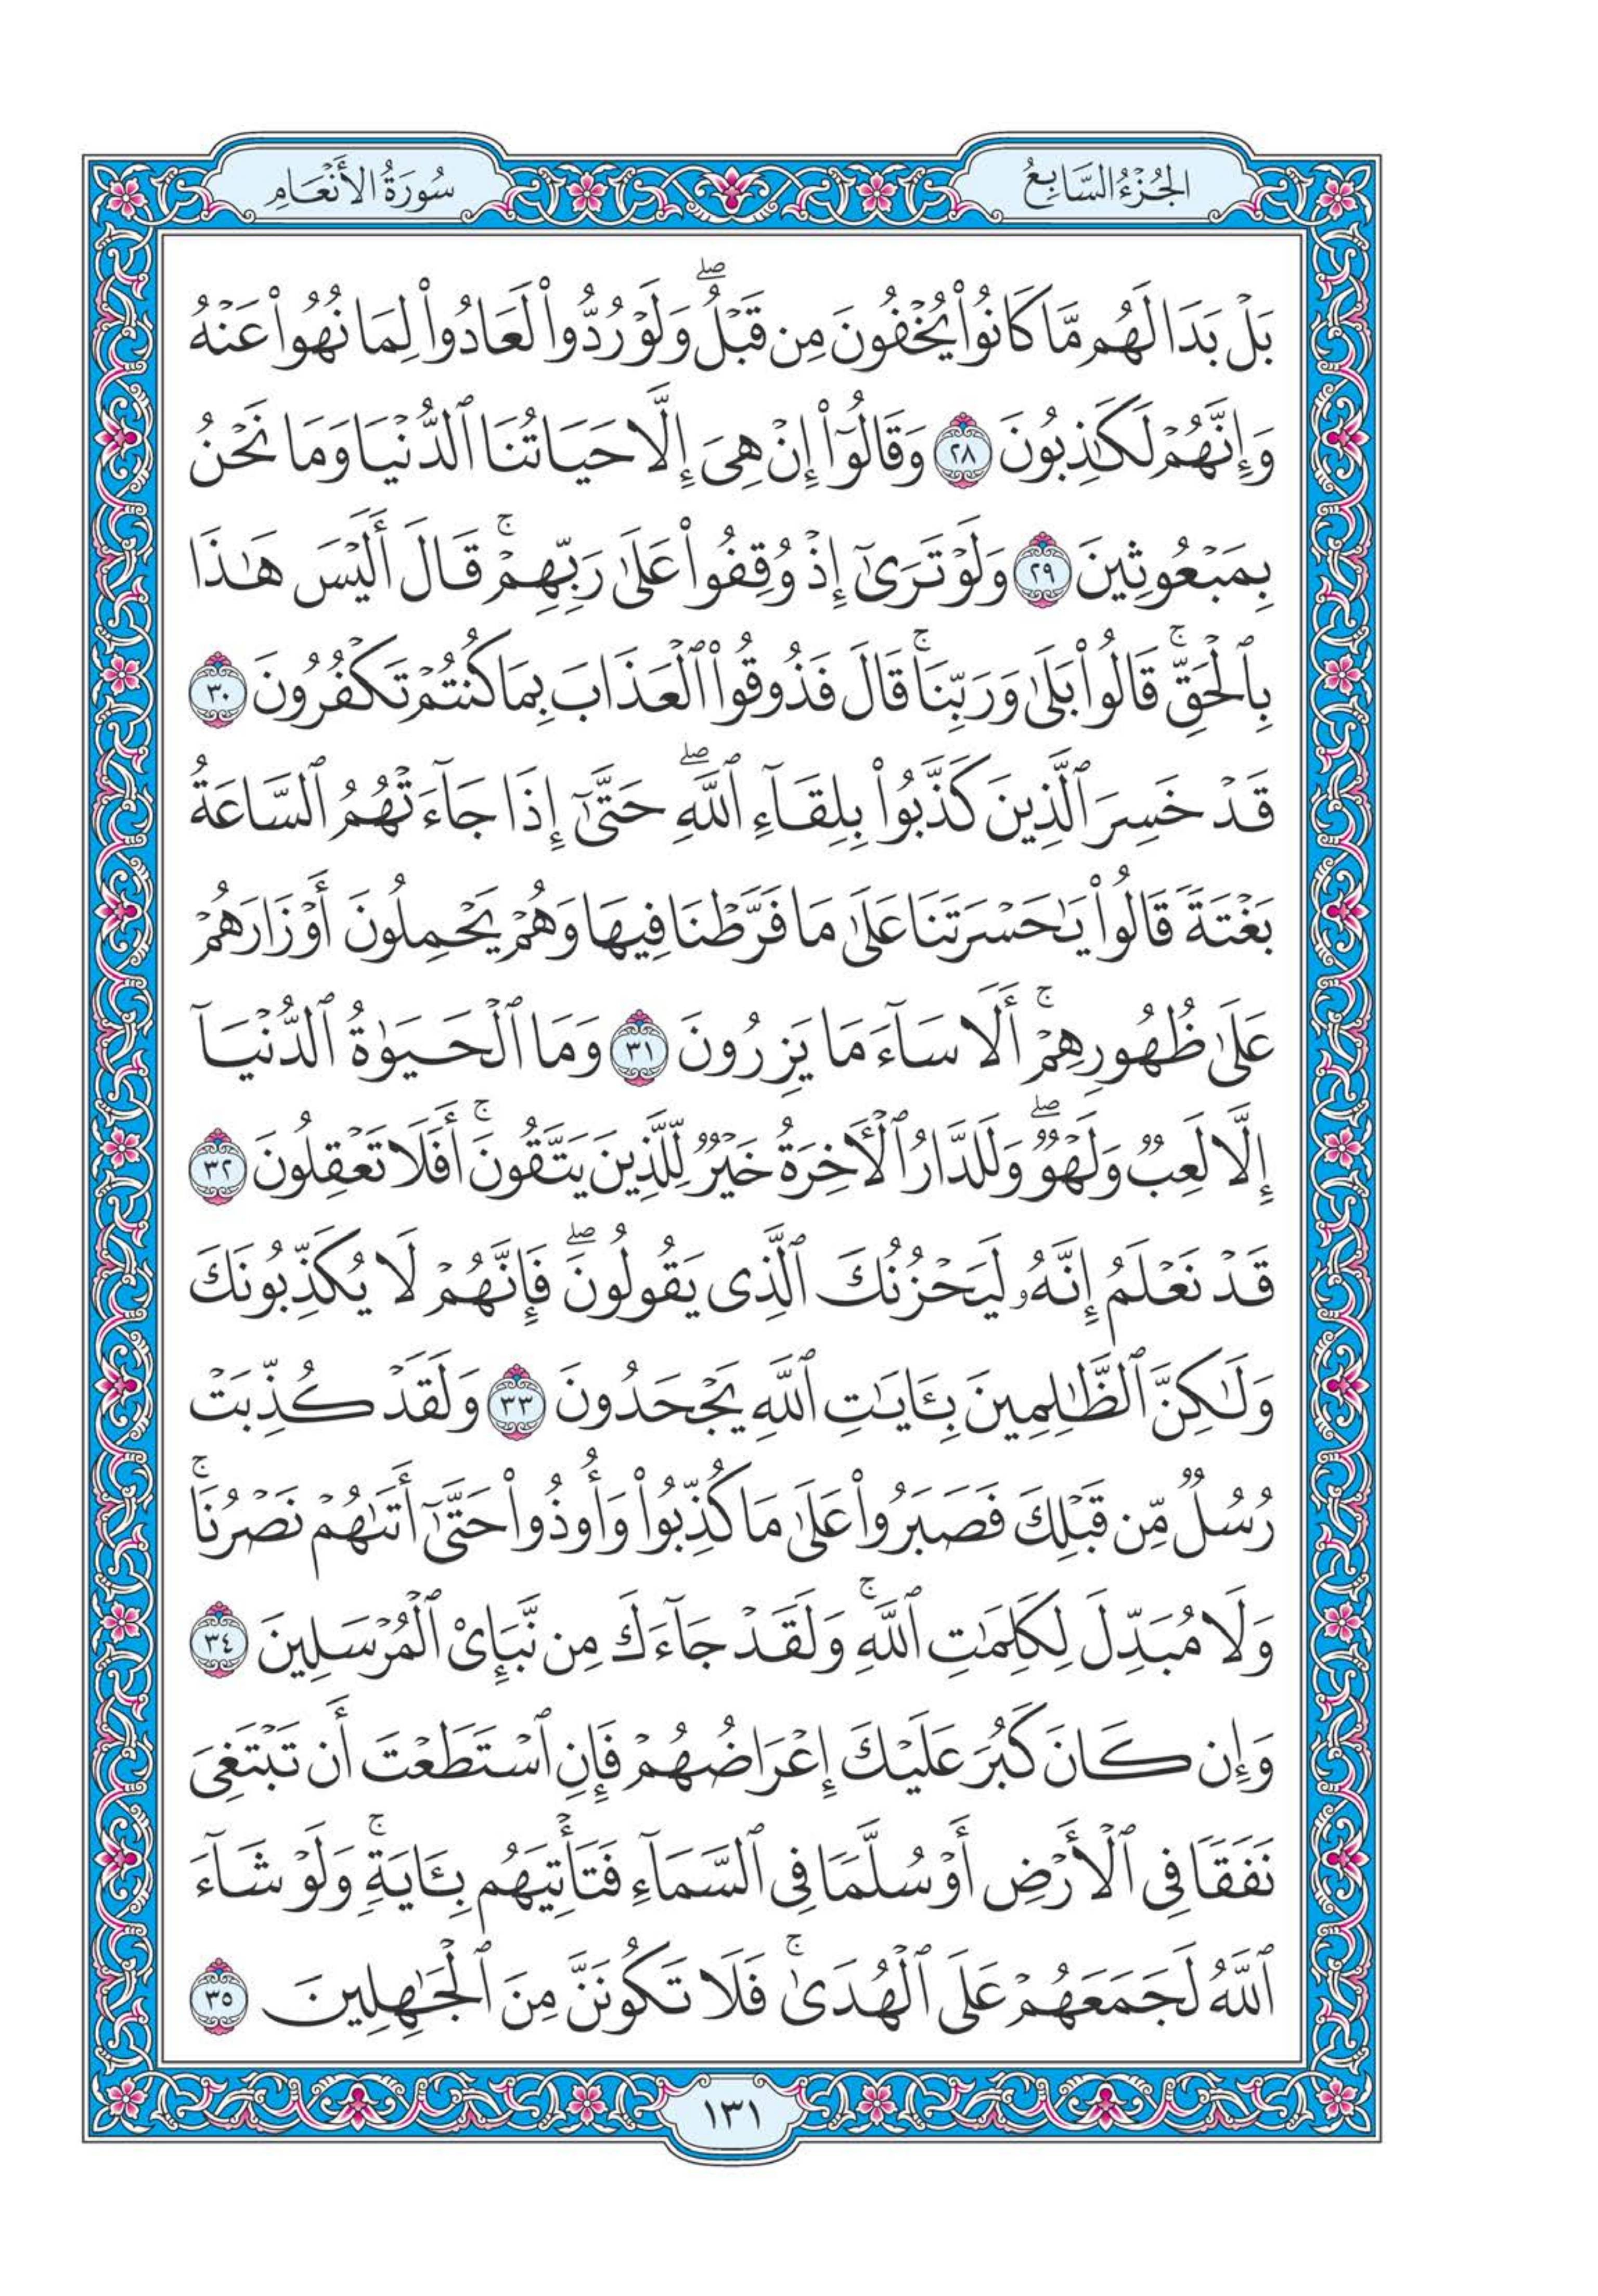 الجُزْءُ السَّابِعُ
سُورَةُ الأَنْعَامِ
بَلْ بَدَا لَهُم مَّا كَانُوا۟ يُخْفُونَ مِن قَبْلُ ۖ وَلَوْ رُدُّوا۟ لَعَادُوا۟ لِمَا نُهُوا۟ عَنْهُ
وَإِنَّهُمْ لَكَـٰذِبُونَ ٢٨ وَقَالُوٓا۟ إِنْ هِىَ إِلَّا حَيَاتُنَا ٱلدُّنْيَا وَمَا نَحْنُ
بِمَبْعُوثِينَ ٢٩ وَلَوْ تَرَىٰٓ إِذْ وُقِفُوا۟ عَلَىٰ رَبِّهِمْ ۚ قَالَ أَلَيْسَ هَـٰذَا
بِٱلْحَقِّ ۚ قَالُوا۟ بَلَىٰ وَرَبِّنَا ۚ قَالَ فَذُوقُوا۟ ٱلْعَذَابَ بِمَا كُنتُمْ تَكْفُرُونَ ٣٠
قَدْ خَسِرَ ٱلَّذِينَ كَذَّبُوا۟ بِلِقَآءِ ٱللَّهِ ۖ حَتَّىٰٓ إِذَا جَآءَتْهُمُ ٱلسَّاعَةُ
بَغْتَةً قَالُوا۟ يَـٰحَسْرَتَنَا عَلَىٰ مَا فَرَّطْنَا فِيهَا وَهُمْ يَحْمِلُونَ أَوْزَارَهُمْ
عَلَىٰ ظُهُورِهِمْ ۚ أَلَا سَآءَ مَا يَزِرُونَ ٣١ وَمَا ٱلْحَيَوٰةُ ٱلدُّنْيَآ
إِلَّا لَعِبٌ وَلَهْوٌ ۖ وَلَلدَّارُ ٱلْـَٔاخِرَةُ خَيْرٌ لِّلَّذِينَ يَتَّقُونَ ۚ أَفَلَا تَعْقِلُونَ ٣٢
قَدْ نَعْلَمُ إِنَّهُۥ لَيَحْزُنُكَ ٱلَّذِى يَقُولُونَ ۖ فَإِنَّهُمْ لَا يُكَذِّبُونَكَ
وَلَـٰكِنَّ ٱلظَّـٰلِمِينَ بِـَٔايَـٰتِ ٱللَّهِ يَجْحَدُونَ ٣٣ وَلَقَدْ كُذِّبَتْ
رُسُلٌ مِّن قَبْلِكَ فَصَبَرُوا۟ عَلَىٰ مَا كُذِّبُوا۟ وَأُوذُوا۟ حَتَّىٰٓ أَتَىٰهُمْ نَصْرُنَا ۚ
وَلَا مُبَدِّلَ لِكَلِمَـٰتِ ٱللَّهِ ۚ وَلَقَدْ جَآءَكَ مِن نَّبَإِى۟ ٱلْمُرْسَلِينَ ٣٤
وَإِن كَانَ كَبُرَ عَلَيْكَ إِعْرَاضُهُمْ فَإِنِ ٱسْتَطَعْتَ أَن تَبْتَغِىَ
نَفَقًا فِى ٱلْأَرْضِ أَوْ سُلَّمًا فِى ٱلسَّمَآءِ فَتَأْتِيَهُم بِـَٔايَةٍ ۚ وَلَوْ شَآءَ
ٱللَّهُ لَجَمَعَهُمْ عَلَى ٱلْهُدَىٰ ۚ فَلَا تَكُونَنَّ مِنَ ٱلْجَـٰهِلِينَ ٣٥
١٣١